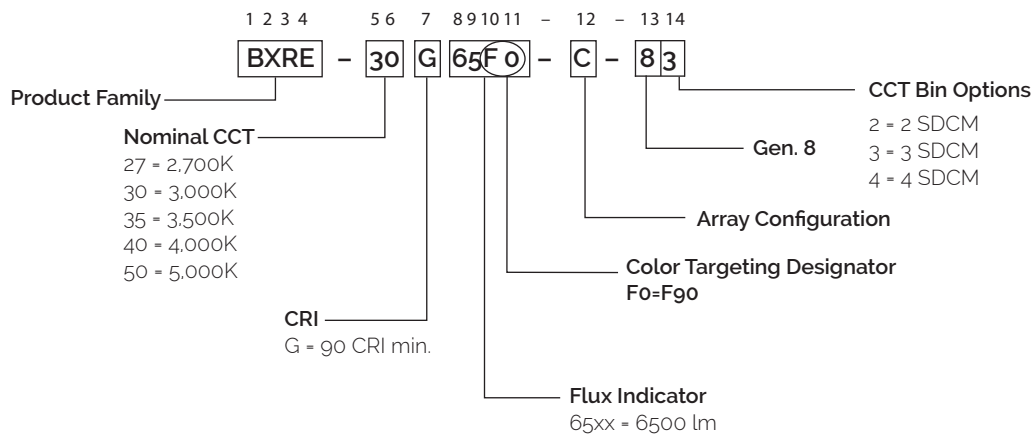 1 2 3 4 5 6 7 8 9 10 11 – 12 – 13 14
BXRE – 30 G 65F0 – C – 8 3
Product Family
CCT Bin Options
2 = 2 SDCM
3 = 3 SDCM
4 = 4 SDCM
Nominal CCT
27 = 2,700K
30 = 3,000K
35 = 3,500K
40 = 4,000K
50 = 5,000K
Gen. 8
Array Configuration
Color Targeting Designator
F0=F90
CRI
G = 90 CRI min.
Flux Indicator
65xx = 6500 lm